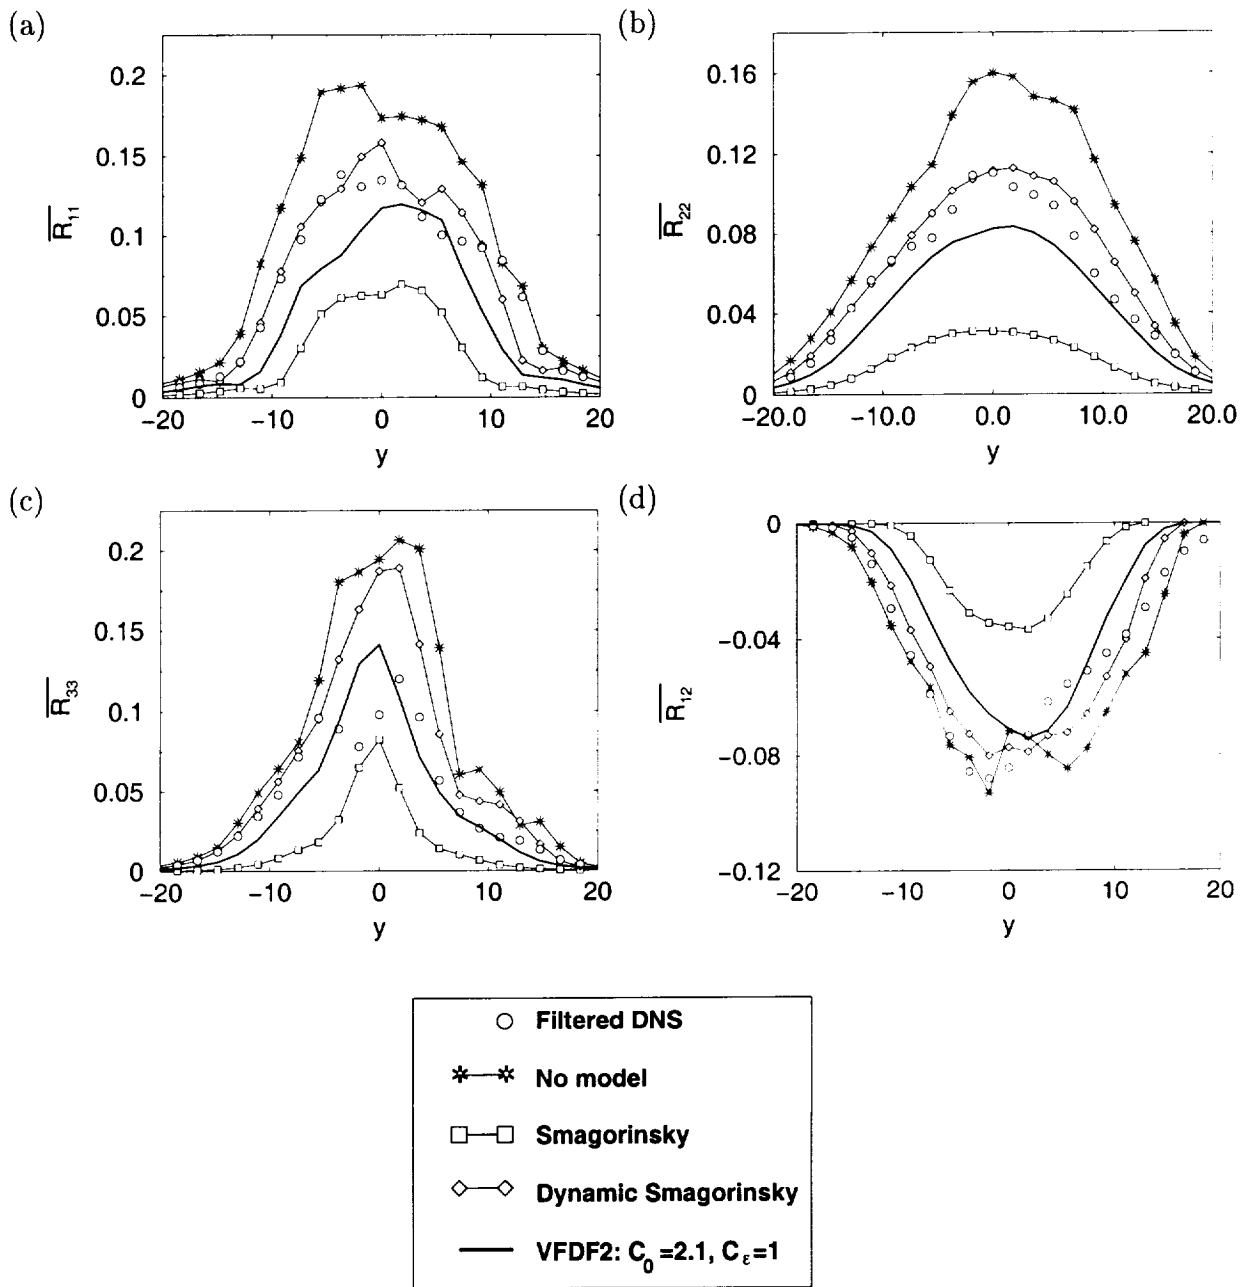 (a)
0.2
0.15
0.1
0.05
0
R₁₁
−20
−10
0
10
20
y
(b)
0.16
0.12
0.08
0.04
0
R₂₂
−20.0
−10.0
0.0
10.0
20.0
y
(c)
0.2
0.15
0.1
0.05
0
R₃₃
−20
−10
0
10
20
y
(d)
0
−0.04
−0.08
−0.12
R₁₂
−20
−10
0
10
20
y
Filtered DNS
No model
Smagorinsky
Dynamic Smagorinsky
VFDF2: C₀ =2.1, C_ε=1